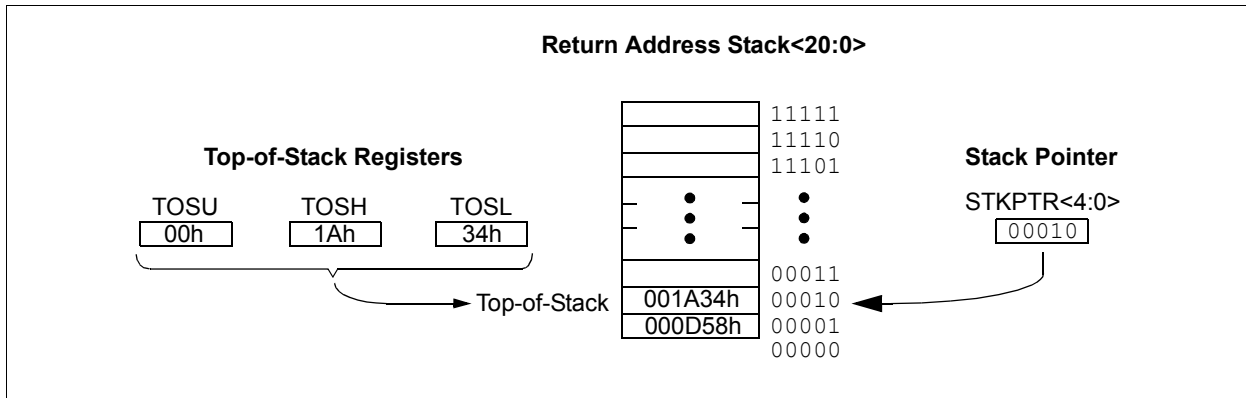 Return Address Stack<20:0>
11111
11110
Top-of-Stack Registers
11101
Stack Pointer
TOSU TOSH TOSL
STKPTR<4:0>
00h 1Ah 34h
00010
00011
Top-of-Stack 001A34h 00010
000D58h 00001
00000